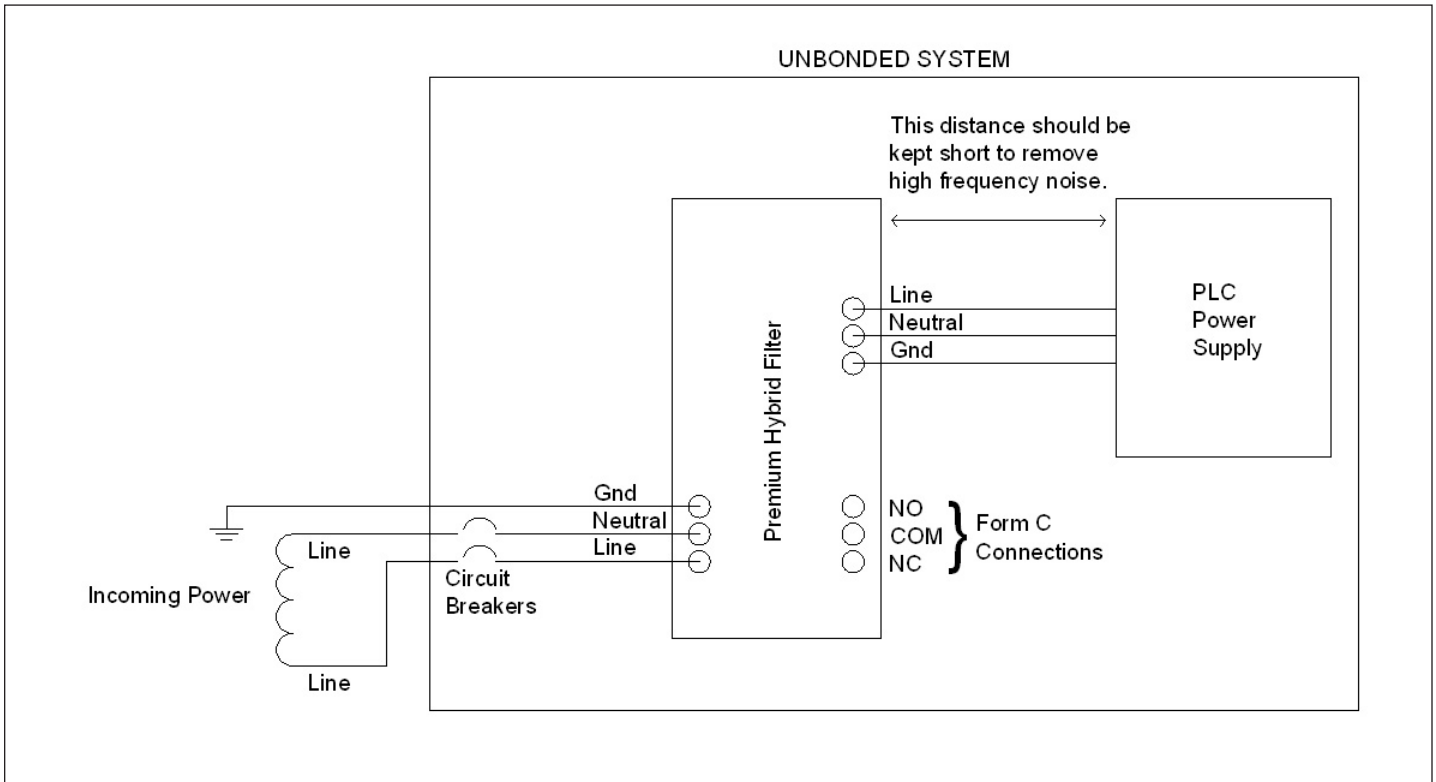 UNBONDED SYSTEM
This distance should be
kept short to remove
high frequency noise.
Premium Hybrid Filter
Line
Neutral
Gnd
PLC
Power
Supply
Gnd
Neutral
Line
Line
Line
Incoming Power
Circuit
Breakers
NO
COM
NC
Form C
Connections